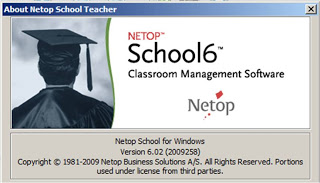 About Netop School Teacher
NETOP™
School6™
Classroom Management Software
Netop
Netop School for Windows
Version 6.02 (2009258)
Copyright © 1981-2009 Netop Business Solutions A/S. All Rights Reserved. Portions
used under license from third parties.